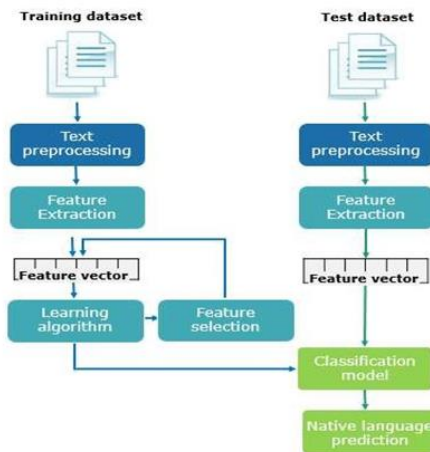 Training dataset
Text
preprocessing
Feature
Extraction
Feature vector
Learning
algorithm
Feature
selection
Test dataset
Text
preprocessing
Feature
Extraction
Feature vector
Classification
model
Native language
prediction